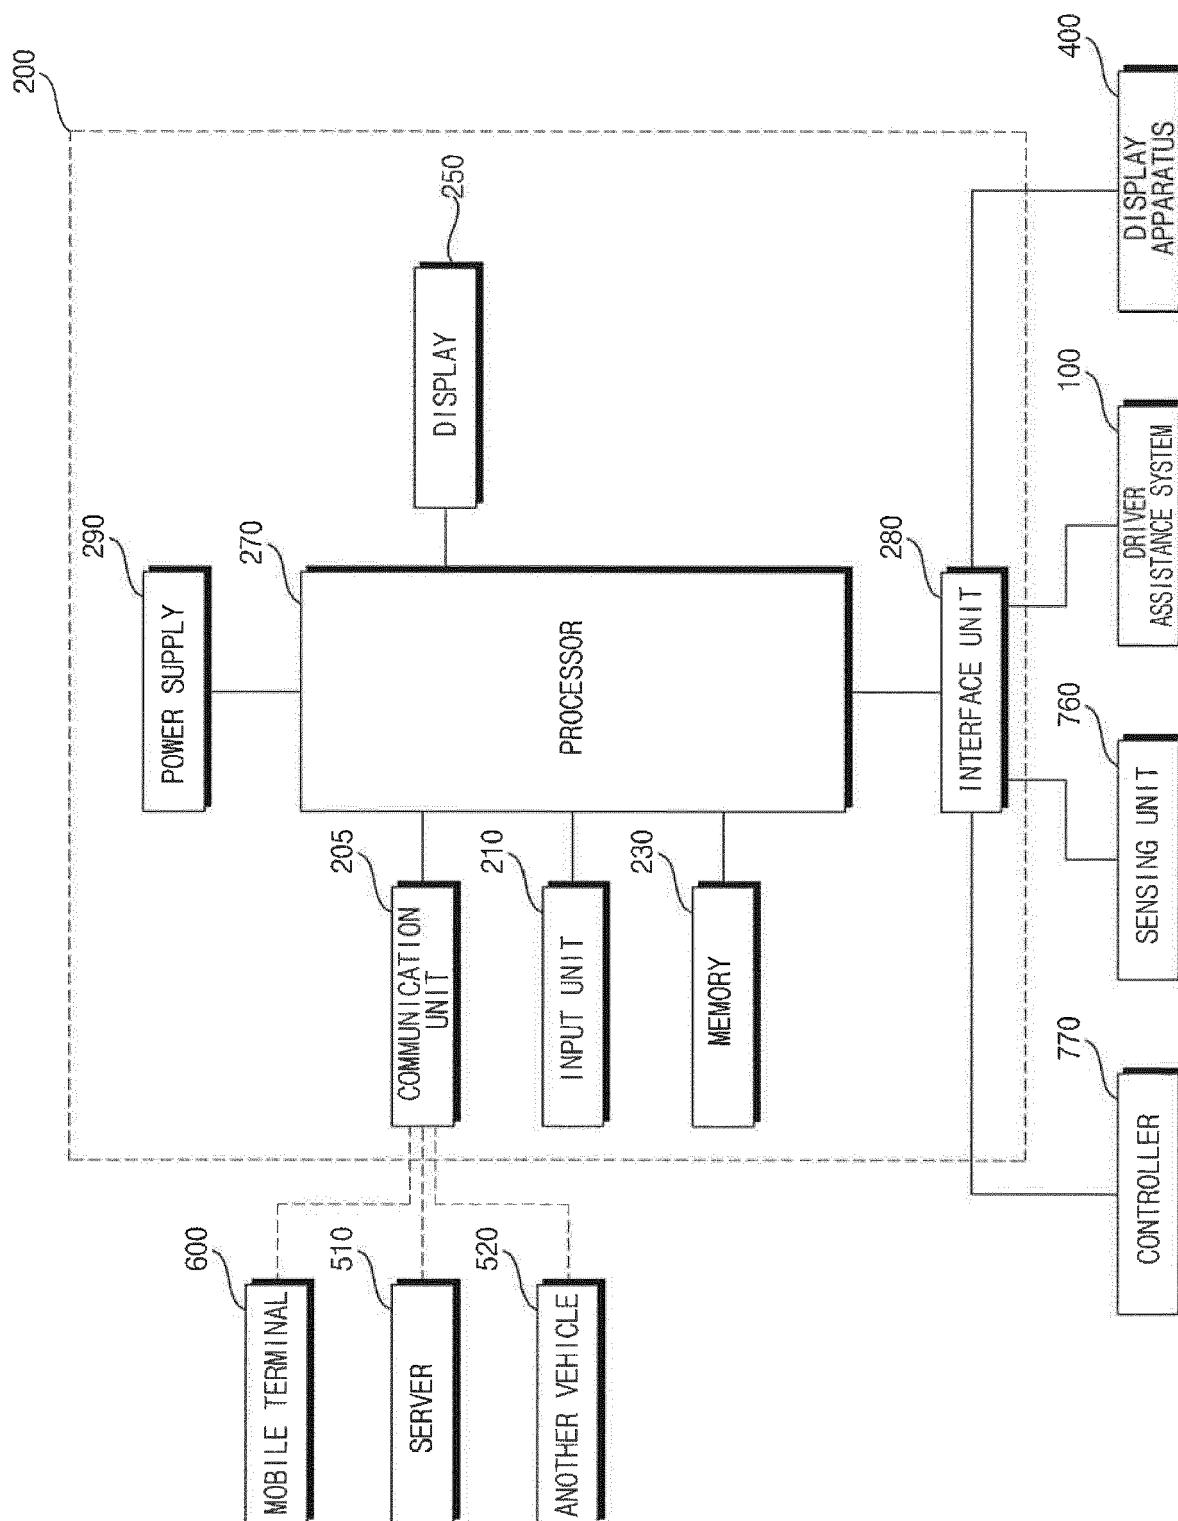 200
290
POWER SUPPLY
600
MOBILE TERMINAL
205
COMMUNICATION
UNIT
270
PROCESSOR
250
DISPLAY
510
SERVER
210
INPUT UNIT
520
ANOTHER VEHICLE
230
MEMORY
280
INTERFACE UNIT
770
CONTROLLER
760
SENSING UNIT
100
DRIVER
ASSISTANCE SYSTEM
400
DISPLAY
APPARATUS